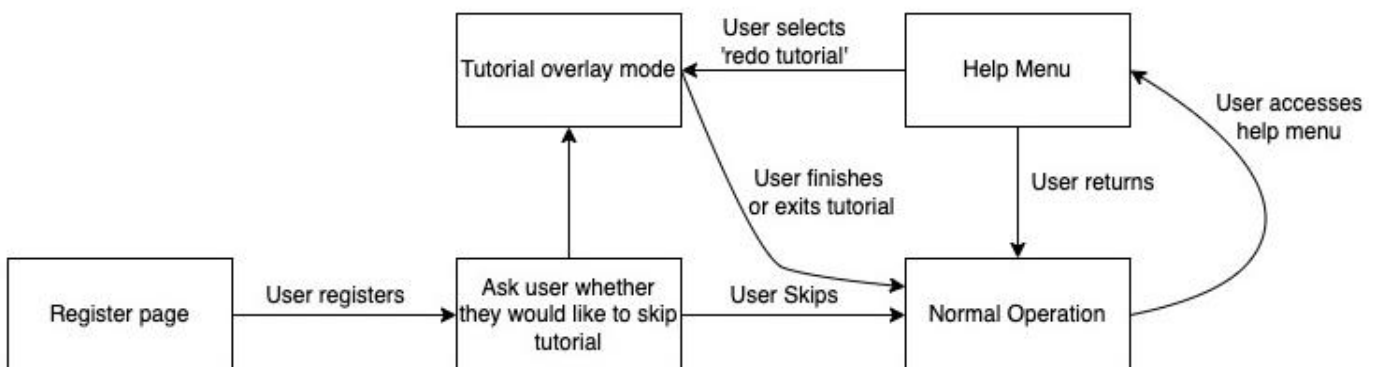 User selects
'redo tutorial'
Tutorial overlay mode
Help Menu
User accesses
help menu
User finishes
or exits tutorial
User returns
Register page
User registers
Ask user whether
they would like to skip
tutorial
User Skips
Normal Operation